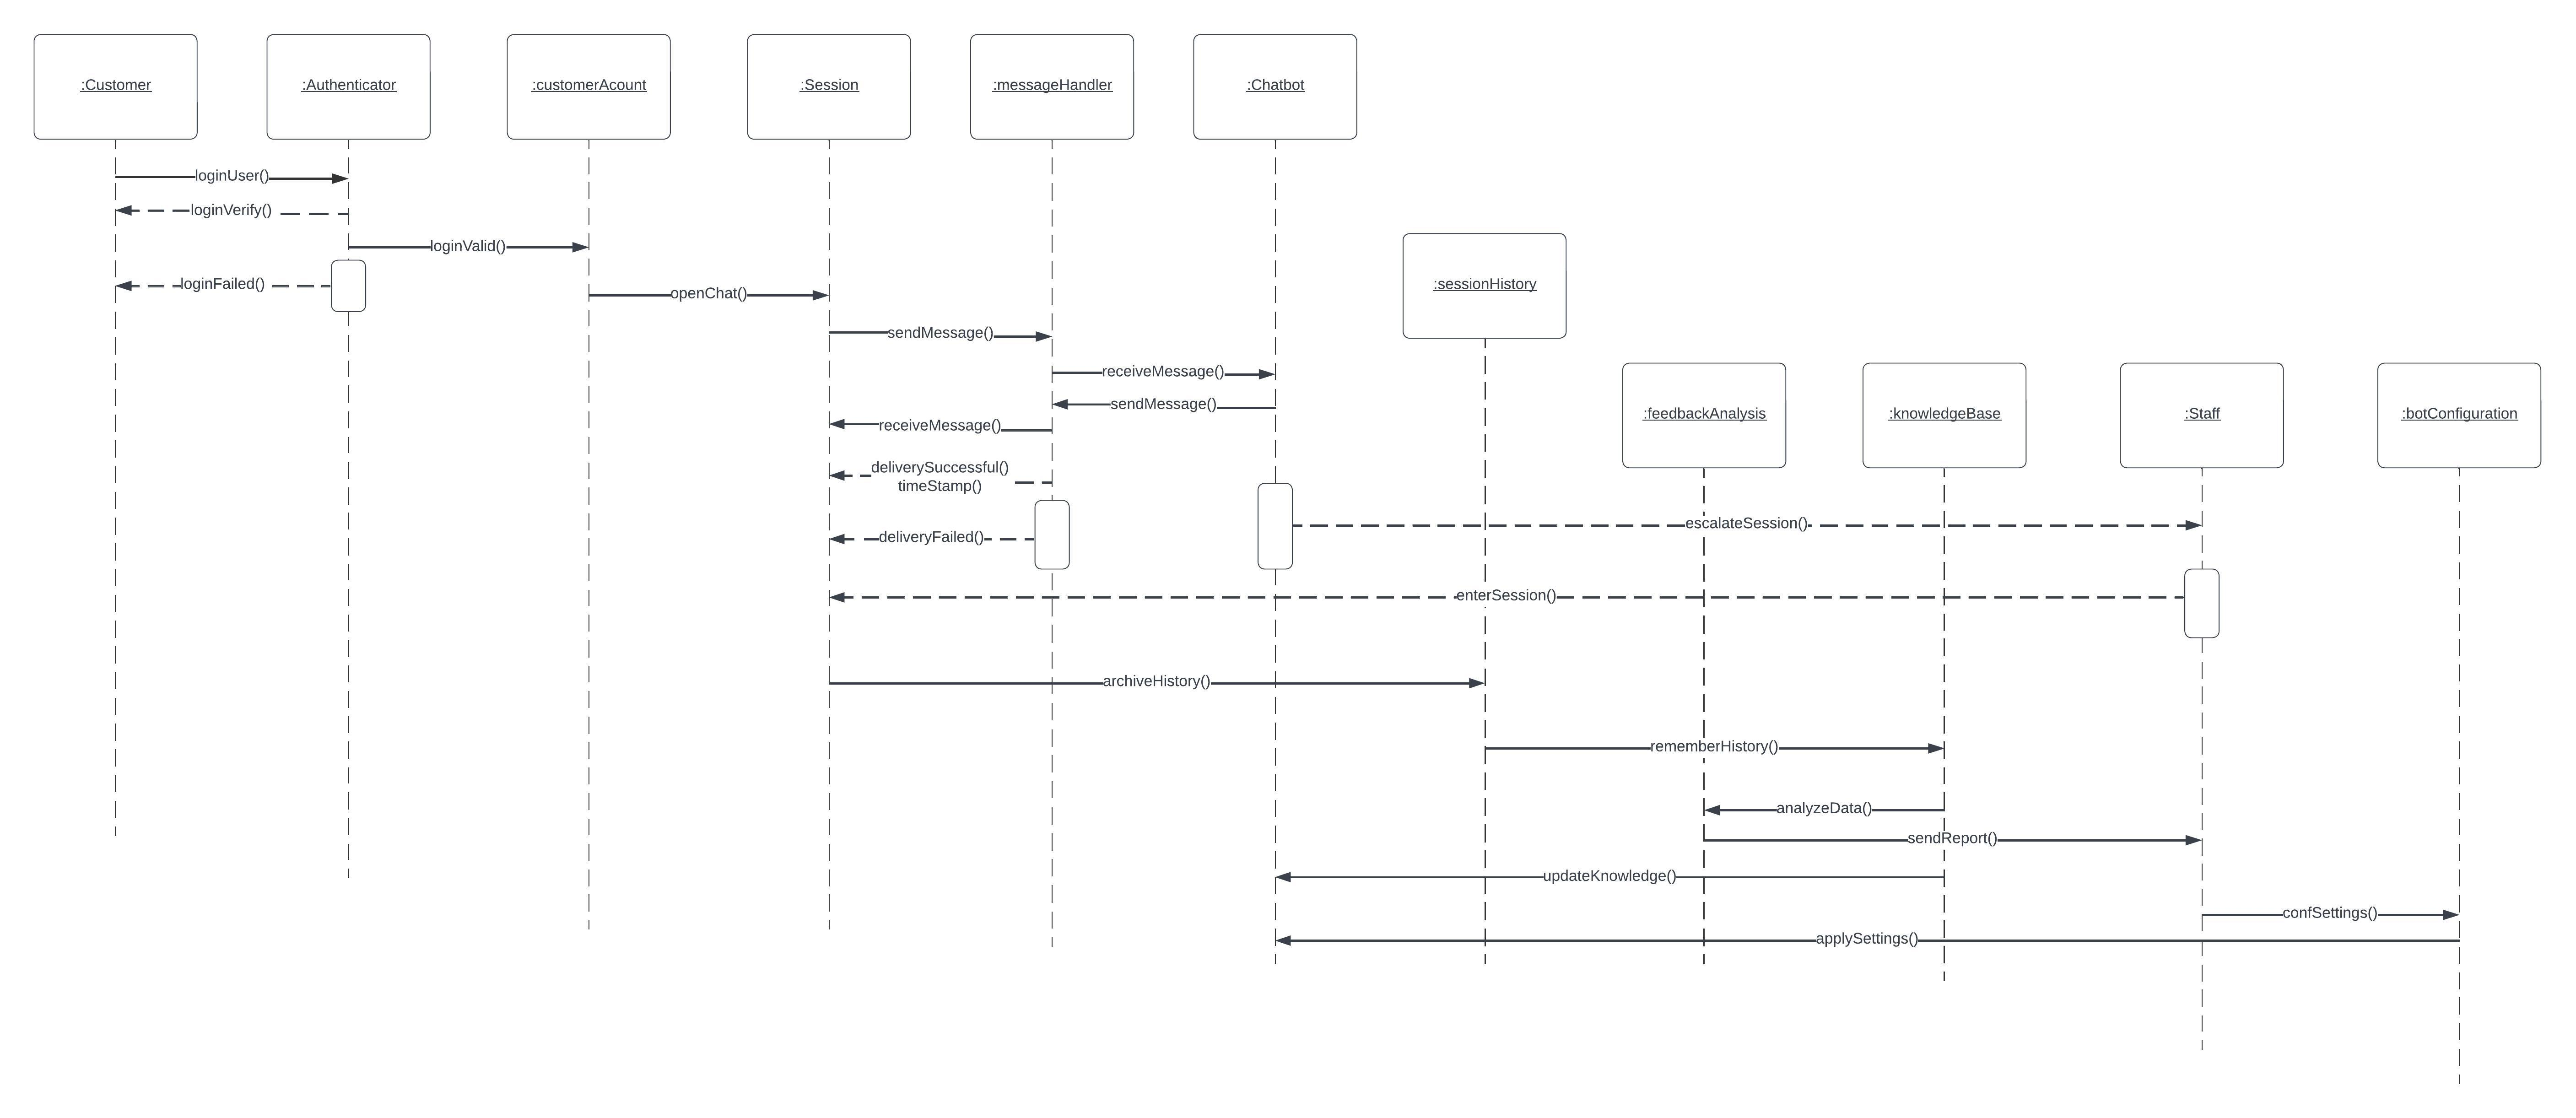 :Customer
:Authenticator
:customerAcount
:Session
:messageHandler
:Chatbot
loginUser()
loginVerify()
loginValid()
loginFailed()
openChat()
:sessionHistory
sendMessage()
receiveMessage()
sendMessage()
receiveMessage()
:feedbackAnalysis
:knowledgeBase
:Staff
:botConfiguration
deliverySuccessful()
timeStamp()
escalateSession()
deliveryFailed()
enterSession()
archiveHistory()
rememberHistory()
analyzeData()
sendReport()
updateKnowledge()
confSettings()
applySettings()